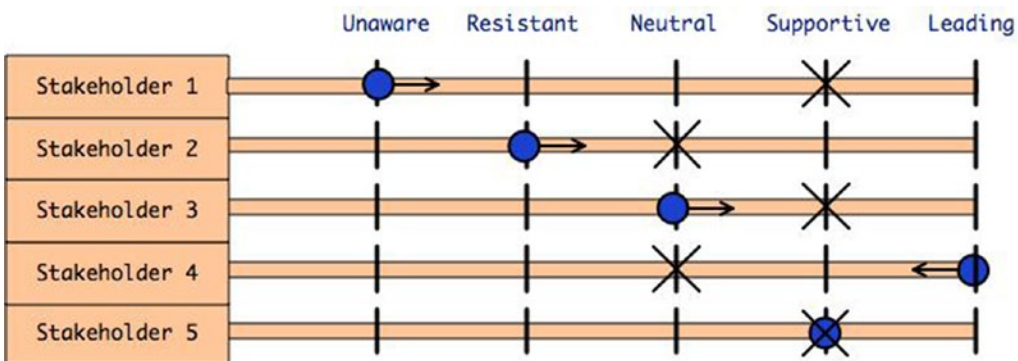 Unaware Resistant Neutral Supportive Leading
Stakeholder 1
Stakeholder 2
Stakeholder 3
Stakeholder 4
Stakeholder 5